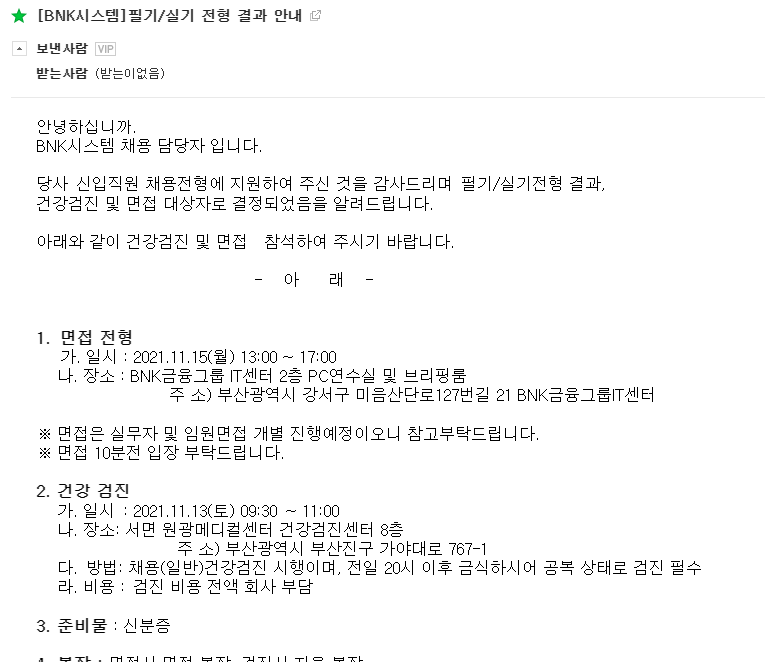 [BNK시스템]필기/실기 전형 결과 안내
보낸사람 VIP
받는사람 (받는이없음)
안녕하십니까.
BNK시스템 채용 담당자 입니다.
당사 신입직원 채용전형에 지원하여 주신 것을 감사드리며 필기/실기전형 결과,
건강검진 및 면접 대상자로 결정되었음을 알려드립니다.
아래와 같이 건강검진 및 면접 참석하여 주시기 바랍니다.
- 아 래 -
1. 면접 전형
가. 일시 : 2021.11.15(월) 13:00 ~ 17:00
나. 장소 : BNK금융그룹 IT센터 2층 PC연수실 및 브리핑룸
주 소) 부산광역시 강서구 미음산단로127번길 21 BNK금융그룹IT센터
※ 면접은 실무자 및 임원면접 개별 진행예정이오니 참고부탁드립니다.
※ 면접 10분전 입장 부탁드립니다.
2. 건강 검진
가. 일시 : 2021.11.13(토) 09:30 ~ 11:00
나. 장소: 서면 원광메디컬센터 건강검진센터 8층
주 소) 부산광역시 부산진구 가야대로 767-1
다. 방법: 채용(일반)건강검진 시행이며, 전일 20시 이후 금식하시어 공복 상태로 검진 필수
라. 비용 : 검진 비용 전액 회사 부담
3. 준비물 : 신분증
4. 복장 : 면접시 면접 복장, 검진시 자유 복장